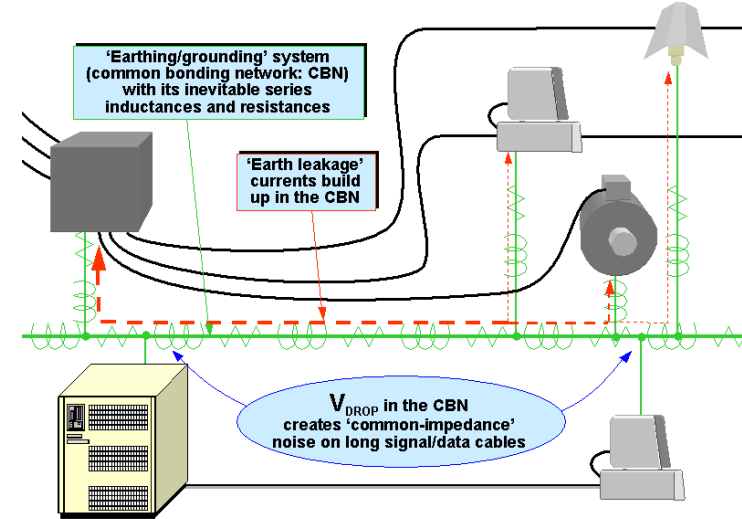 ‘Earthing/grounding’ system
(common bonding network: CBN)
with its inevitable series
inductances and resistances
‘Earth leakage’
currents build
up in the CBN
VDROP in the CBN
creates ‘common-impedance’
noise on long signal/data cables